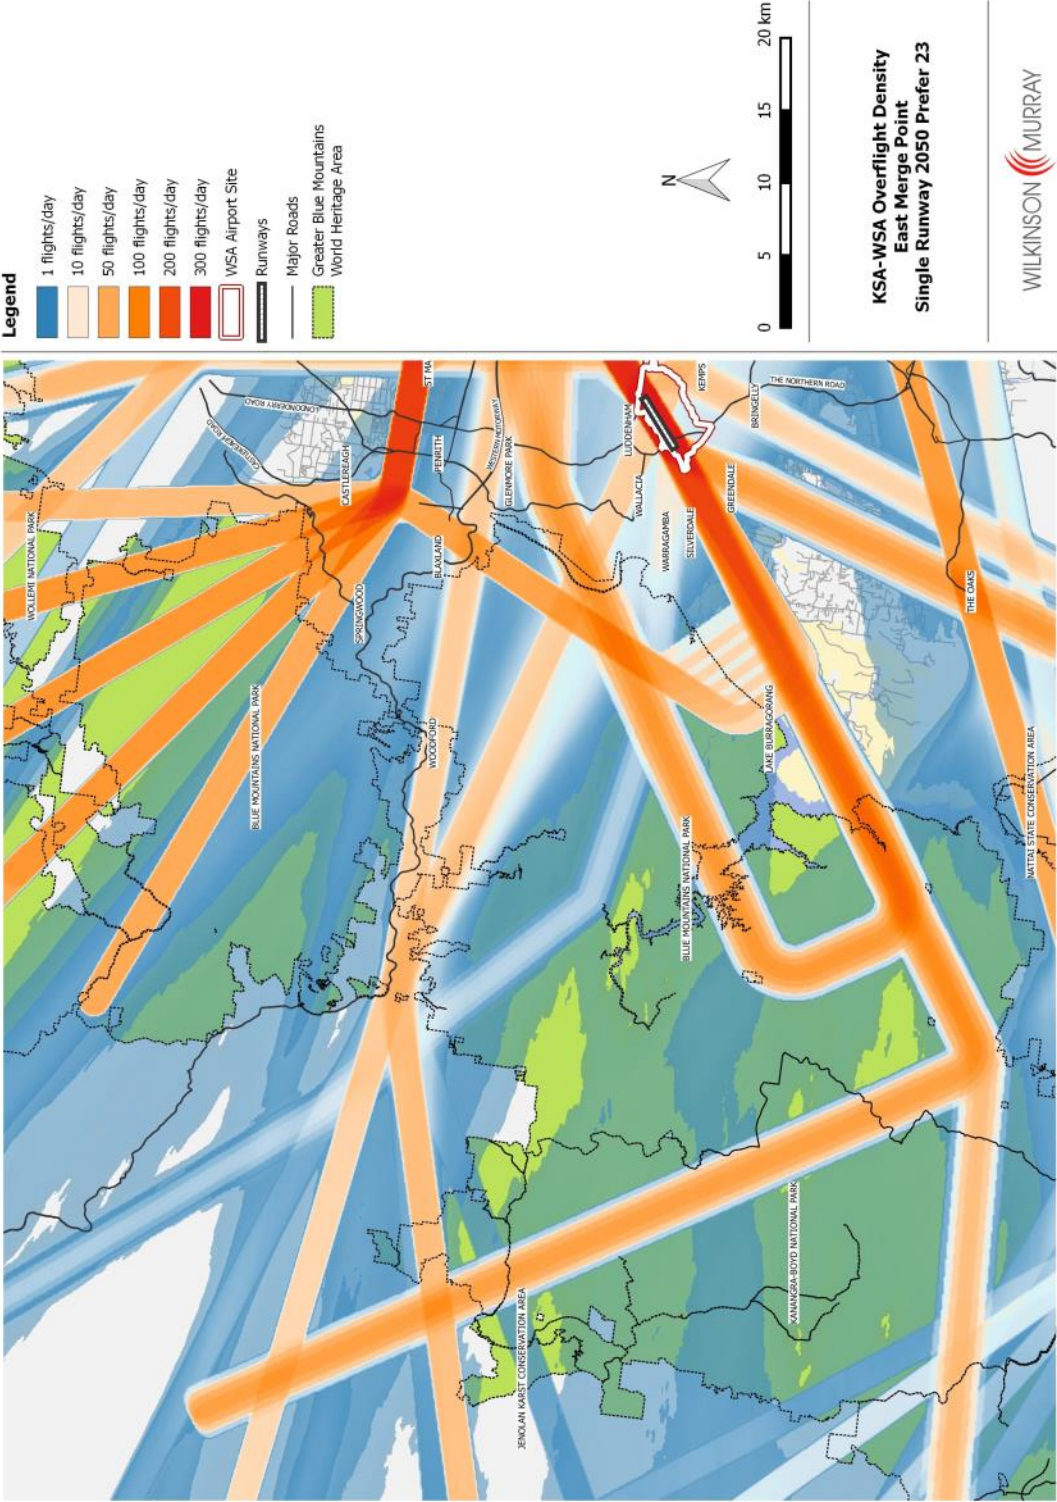 Legend
1 flights/day
10 flights/day
50 flights/day
100 flights/day
200 flights/day
300 flights/day
WSA Airport Site
Runways
Major Roads
Greater Blue Mountains
World Heritage Area
N
0 5 10 15 20 km
KSA-WSA Overflight Density
East Merge Point
Single Runway 2050 Prefer 23
WILKINSON MURRAY
WOLLEMI NATIONAL PARK
CASTLEREAGH ROAD
LONDONDERRY ROAD
CASTLEREAGH
ST MA
PENRITH
WESTERN MOTORWAY
GLENMORE PARK
BLAXLAND
SPRINGWOOD
BLUE MOUNTAINS NATIONAL PARK
WOODFORD
LUDDENHAM
KEMPS
BRINGELLY
THE NORTHERN ROAD
WALLACIA
WARRAGAMBA
SILVERDALE
GREENDALE
THE OAKS
LAKE BURRAGORANG
BLUE MOUNTAINS NATIONAL PARK
NATTAI STATE CONSERVATION AREA
KANANGRA-BOYD NATIONAL PARK
JENOLAN KARST CONSERVATION AREA